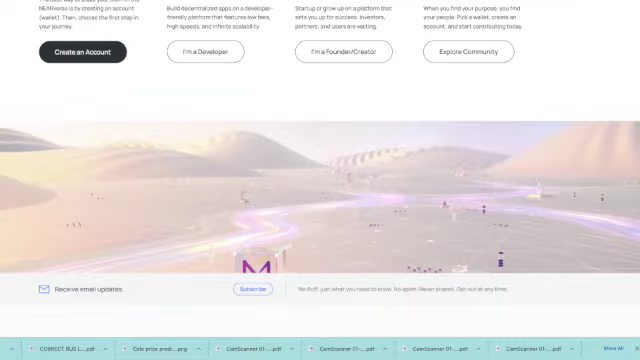 NEARverse is by creating an account
(wallet). Then, choose the first step in
your journey.
Create an Account
Build decentralized apps on a developer-
friendly platform that features low fees,
high speeds, and infinite scalability.
I'm a Developer
Startup or grow up on a platform that
sets you up for success. Investors,
partners, and users are waiting.
I'm a Founder/Creator
When you find your purpose, you find
your people. Pick a wallet, create an
account, and start contributing today.
Explore Community
Receive email updates
Subscribe
No fluff, just what you need to know. No spam. Never shared. Opt out at any time.
CORRECT BUS L....pdf
Celo price predi....png
CamScanner 01-....pdf
CamScanner 01-....pdf
CamScanner 01-....pdf
CamScanner 01-....pdf
Show All